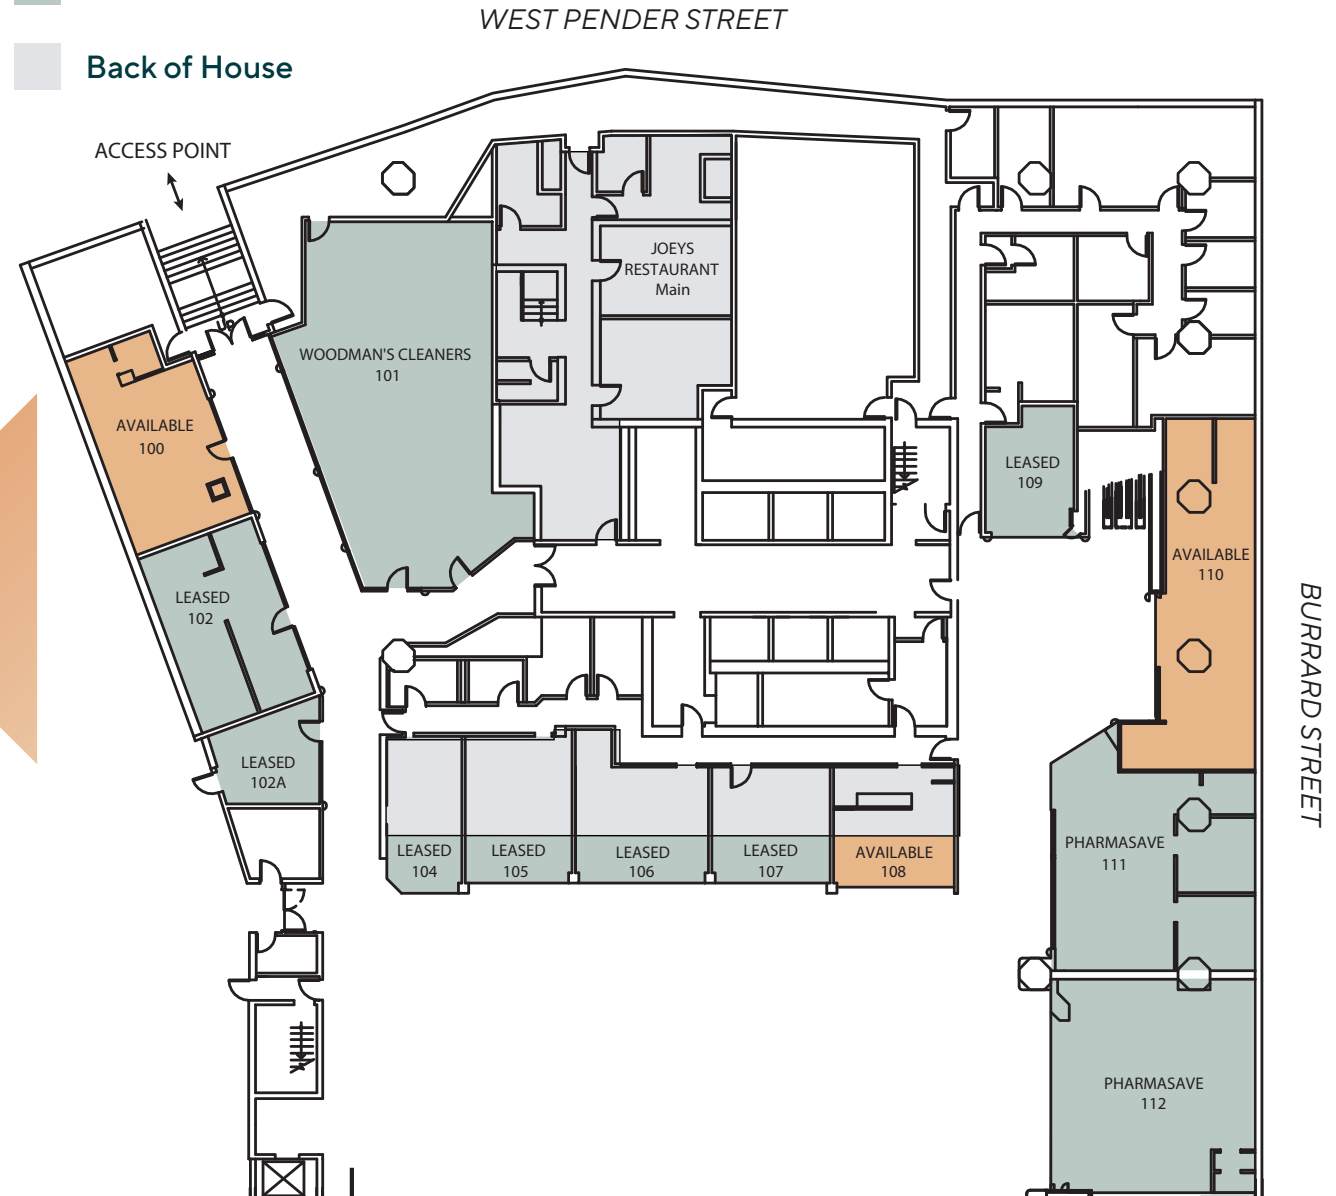 WEST PENDER STREET
Back of House
ACCESS POINT
JOEYS
RESTAURANT
Main
WOODMAN'S CLEANERS
101
AVAILABLE
100
LEASED
109
AVAILABLE
110
LEASED
102
BURRARD STREET
LEASED
102A
PHARMASAVE
111
LEASED
104
LEASED
105
LEASED
106
LEASED
107
AVAILABLE
108
PHARMASAVE
112